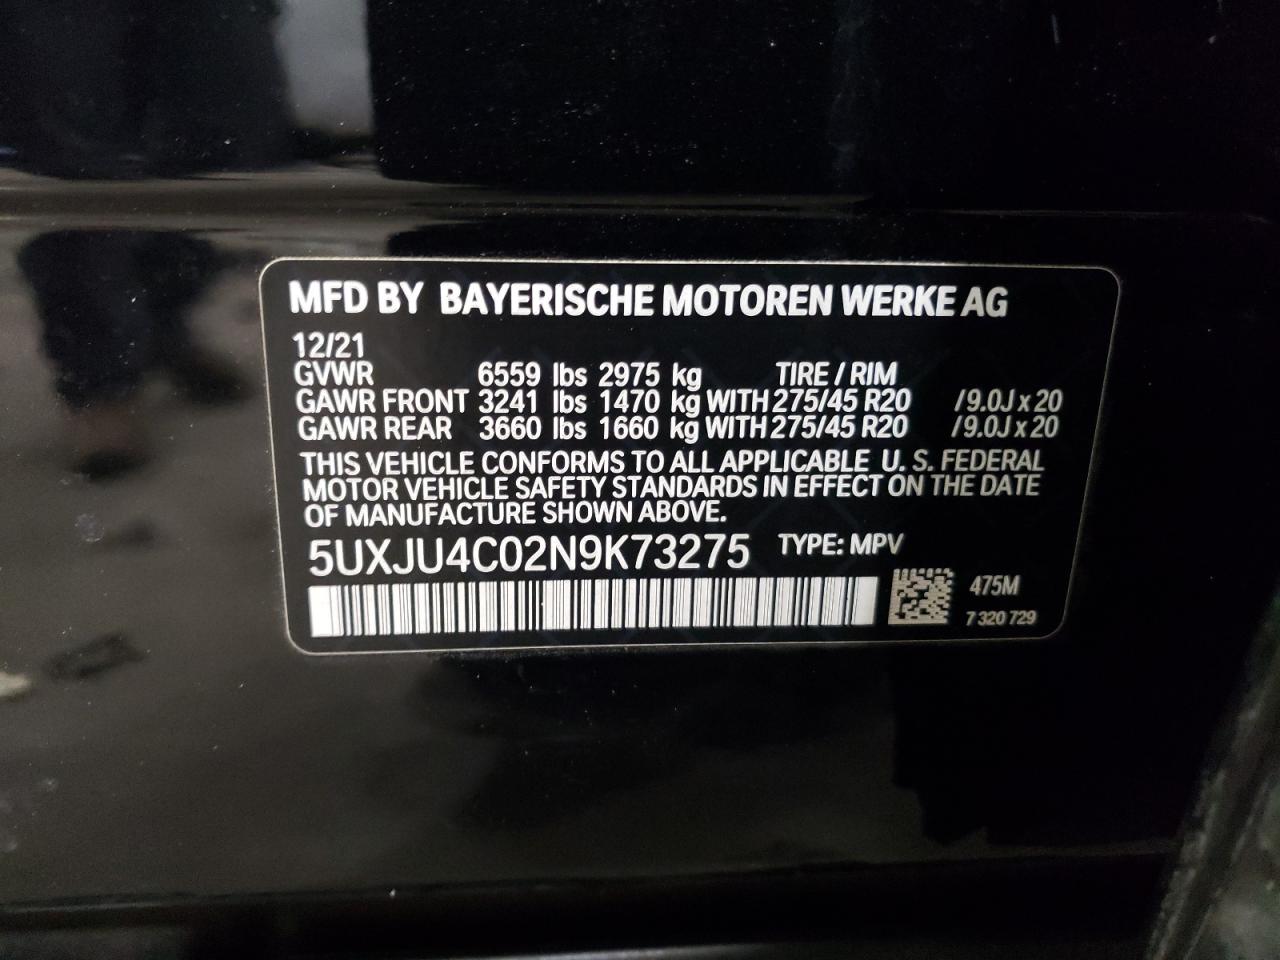 MFD BY BAYERISCHE MOTOREN WERKE AG
12/21
GVWR 6559 lbs 2975 kg TIRE / RIM
GAWR FRONT 3241 lbs 1470 kg WITH 275/45 R20 /9.0J x 20
GAWR REAR 3660 lbs 1660 kg WITH 275/45 R20 /9.0J x 20
THIS VEHICLE CONFORMS TO ALL APPLICABLE U. S. FEDERAL
MOTOR VEHICLE SAFETY STANDARDS IN EFFECT ON THE DATE
OF MANUFACTURE SHOWN ABOVE.
5UXJU4C02N9K73275 TYPE: MPV
475M
7 320 729